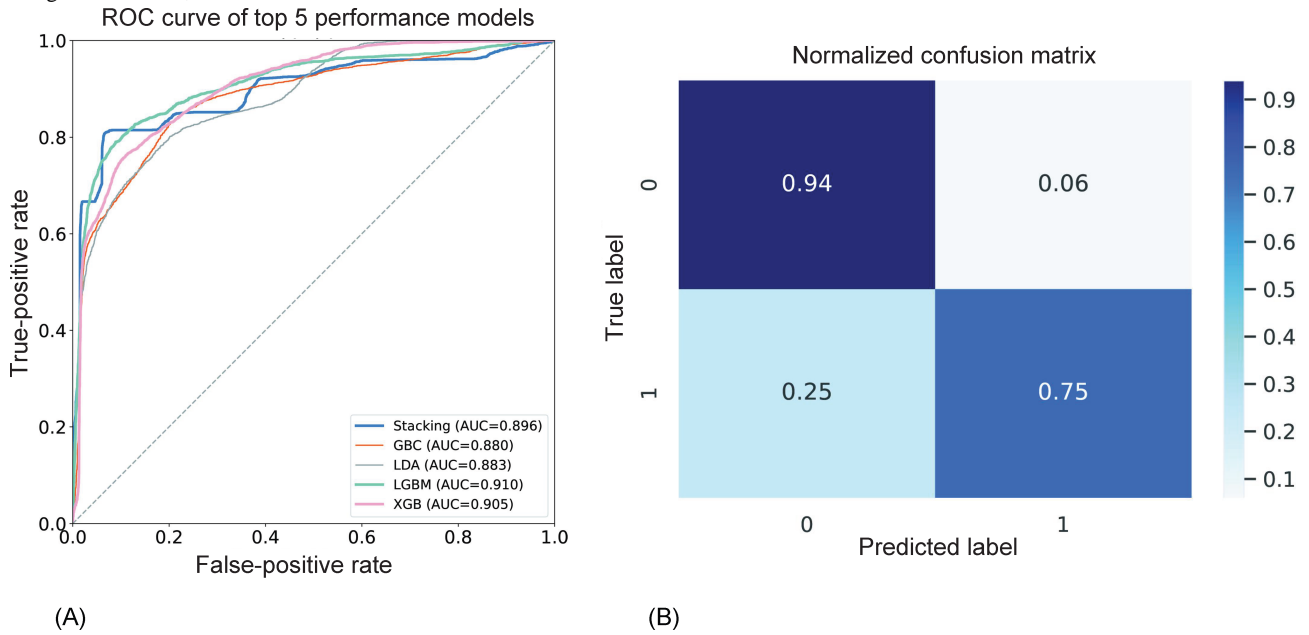 ROC curve of top 5 performance models
1.0
0.8
0.6
0.4
0.2
0.0
True-positive rate
Stacking (AUC=0.896)
GBC (AUC=0.880)
LDA (AUC=0.883)
LGBM (AUC=0.910)
XGB (AUC=0.905)
0.0 0.2 0.4 0.6 0.8 1.0
False-positive rate
(A)
Normalized confusion matrix
True label
0
0.94 0.06
1
0.25 0.75
0 1
Predicted label
0.9
0.8
0.7
0.6
0.5
0.4
0.3
0.2
0.1
(B)